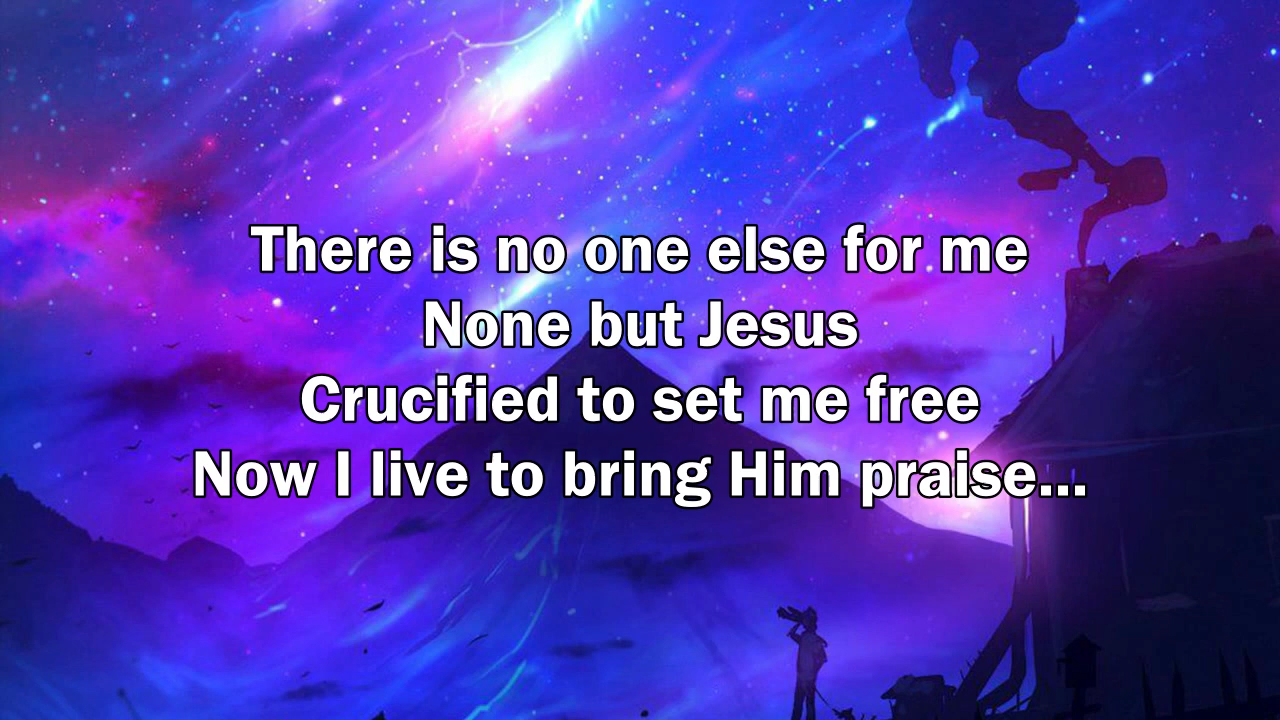 There is no one else for me
None but Jesus
Crucified to set me free
Now I live to bring Him praise...